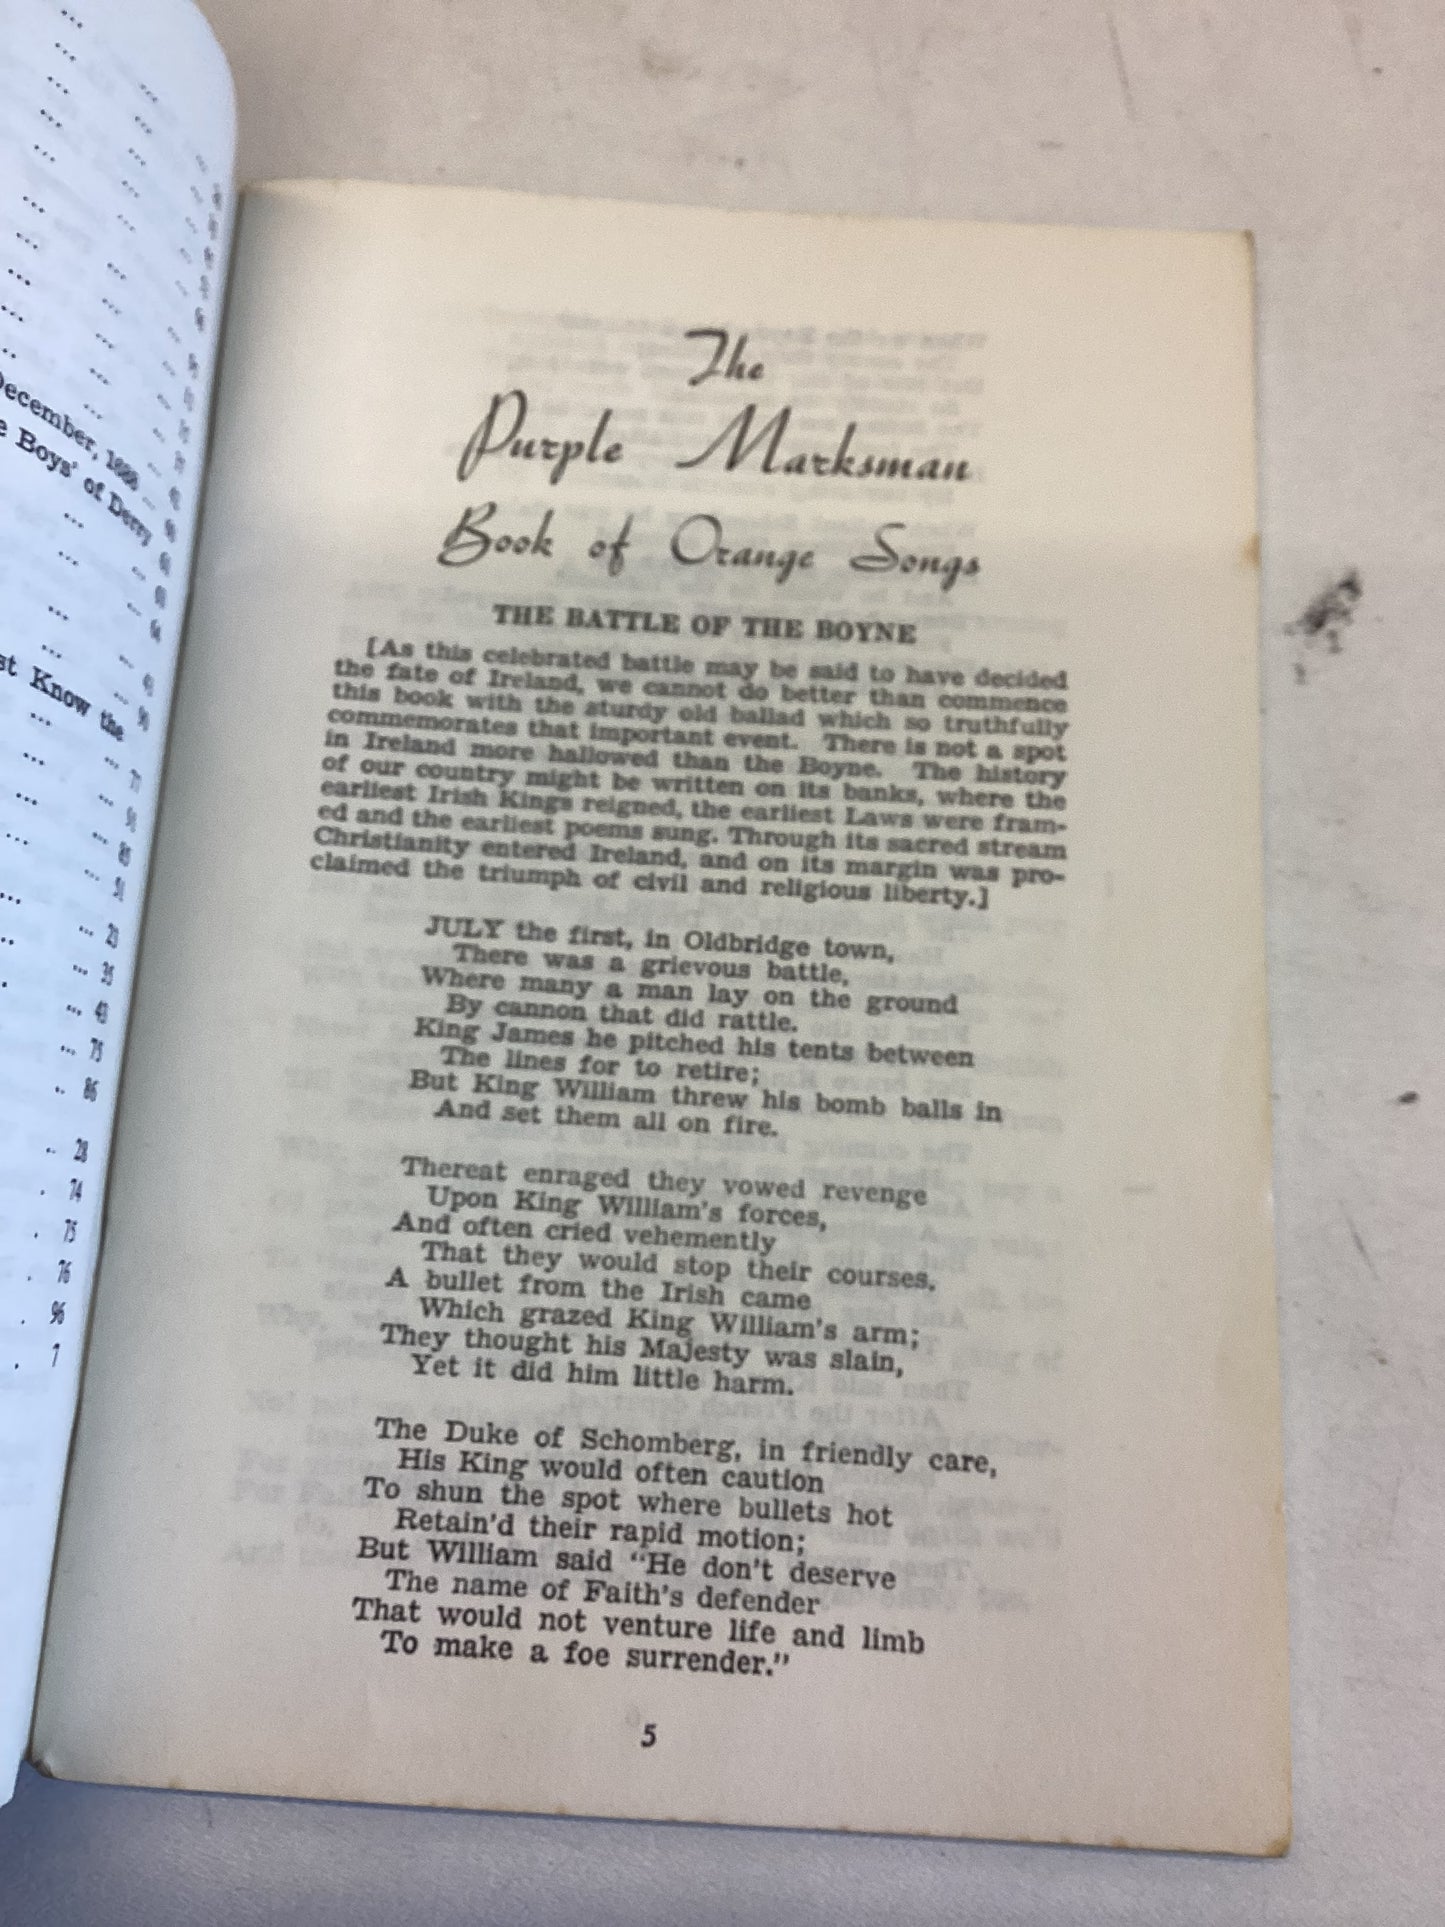 December, 1688 ...
e Boys' of Derry
st Know the
23
35
43
75
86
28
74
75
76
96
7
The
Purple Marksman
Book of Orange Songs
THE BATTLE OF THE BOYNE
[As this celebrated battle may be said to have decided
the fate of Ireland, we cannot do better than commence
this book with the sturdy old ballad which so truthfully
commemorates that important event. There is not a spot
in Ireland more hallowed than the Boyne. The history
of our country might be written on its banks, where the
earliest Irish Kings reigned, the earliest Laws were fram-
ed and the earliest poems sung. Through its sacred stream
Christianity entered Ireland, and on its margin was pro-
claimed the triumph of civil and religious liberty.]
JULY the first, in Oldbridge town,
There was a grievous battle,
Where many a man lay on the ground
By cannon that did rattle.
King James he pitched his tents between
The lines for to retire;
But King William threw his bomb balls in
And set them all on fire.
Thereat enraged they vowed revenge
Upon King William's forces,
And often cried vehemently
That they would stop their courses.
A bullet from the Irish came
Which grazed King William's arm;
They thought his Majesty was slain,
Yet it did him little harm.
The Duke of Schomberg, in friendly care,
His King would often caution
To shun the spot where bullets hot
Retain'd their rapid motion;
But William said "He don't deserve
The name of Faith's defender
That would not venture life and limb
To make a foe surrender."
5